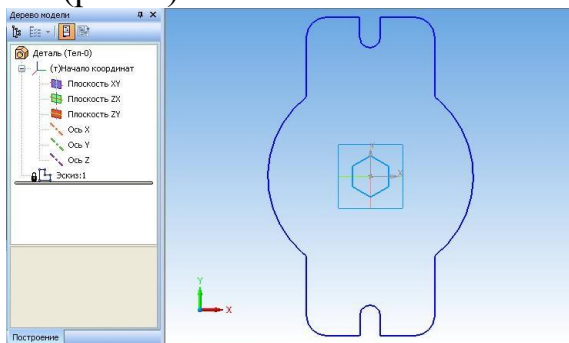 (р
Дерево модели
Деталь (Тел-0)
(т)Начало координат
Плоскость XY
Плоскость ZX
Плоскость ZY
Ось X
Ось Y
Ось Z
Эскиз:1
Построение
Y
X
X